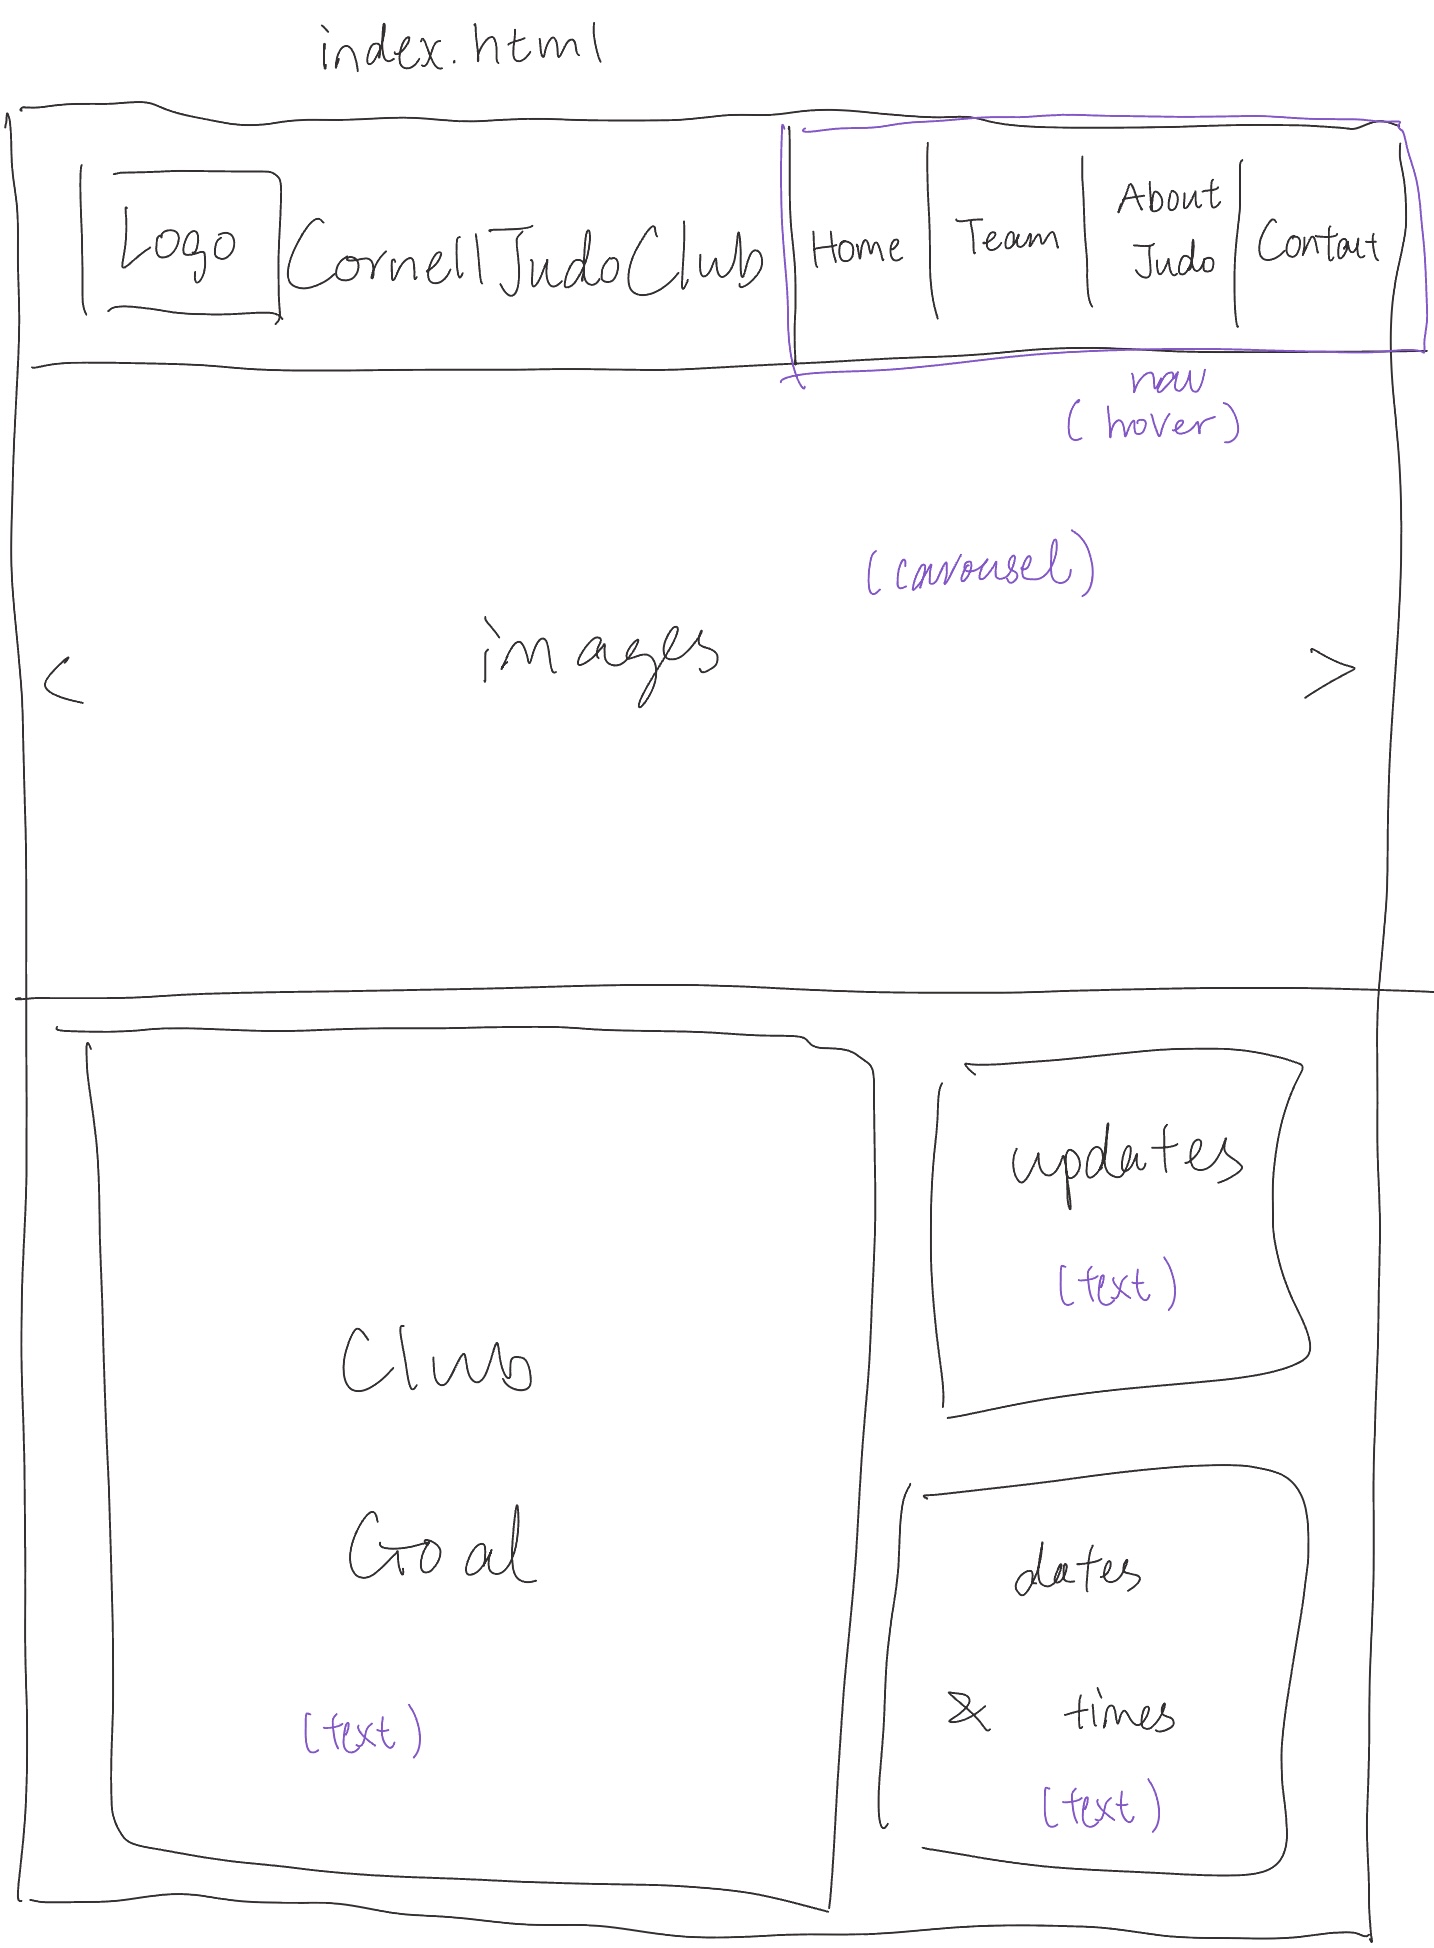 index.html
Logo
CornellJudoClub
Home
Team
About
Judo
Contact
nav
(hover)
(carousel)
images
<
>
Club
Goal
(text)
updates
(text)
dates
& times
(text)